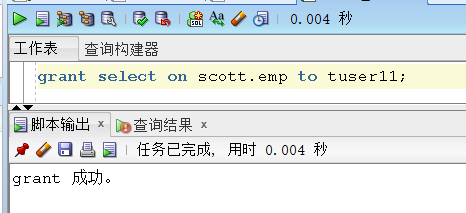 0.004 秒
工作表 查询构建器
grant select on scott.emp to tuser11;
脚本输出 x 查询结果 x
任务已完成, 用时 0.004 秒
grant 成功。